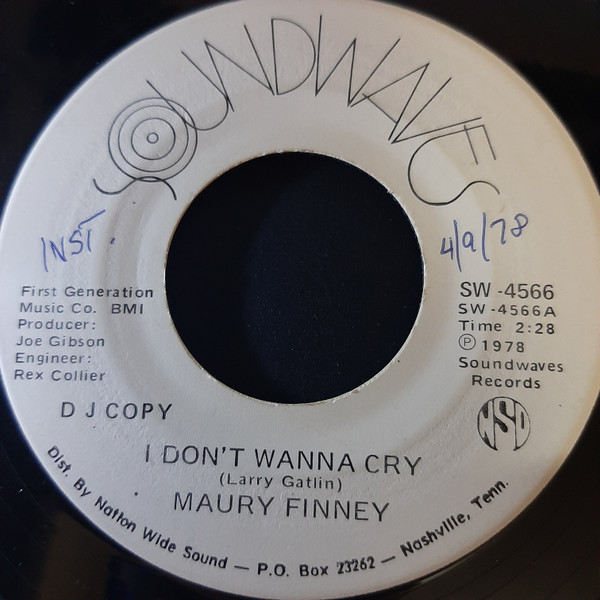 SOUNDWAVES
INST.
4/9/78
First Generation
Music Co. BMI
Producer:
Joe Gibson
Engineer:
Rex Collier
SW -4566
SW-4566A
Time 2:28
Ⓟ 1978
Soundwaves
Records
D J COPY
NSD
I DON'T WANNA CRY
(Larry Gatlin)
MAURY FINNEY
Dist. By Nation Wide Sound — P.O. Box 23262 — Nashville, Tenn.